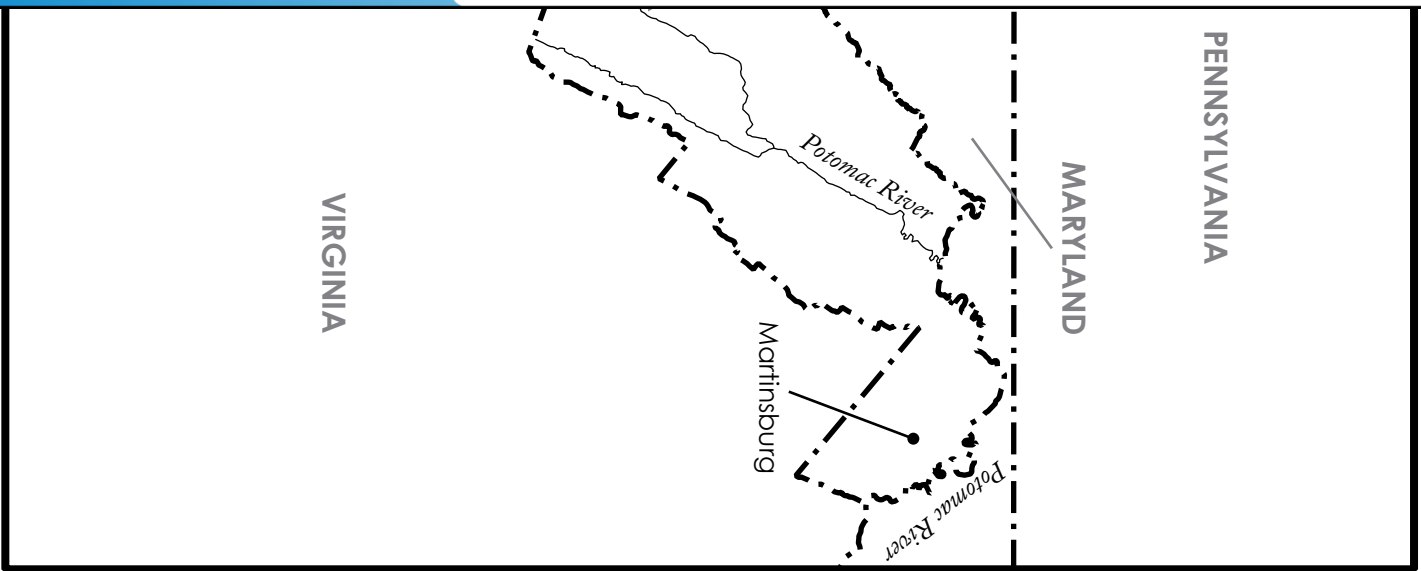 PENNSYLVANIA
MARYLAND
Potomac River
VIRGINIA
Martinsburg
Potomac River